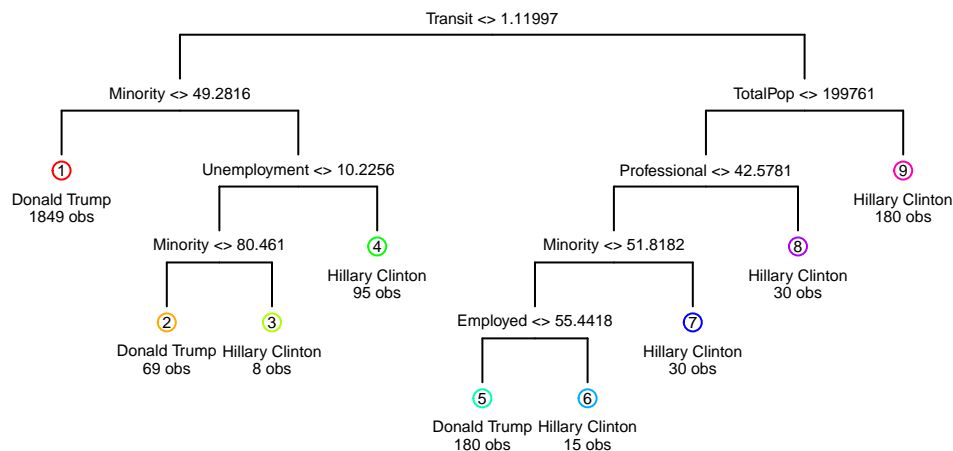 Transit <> 1.11997
Minority <> 49.2816
TotalPop <> 199761
1
Donald Trump
1849 obs
Unemployment <> 10.2256
Professional <> 42.5781
9
Hillary Clinton
180 obs
Minority <> 80.461
4
Hillary Clinton
95 obs
Minority <> 51.8182
8
Hillary Clinton
30 obs
2
Donald Trump
69 obs
3
Hillary Clinton
8 obs
Employed <> 55.4418
7
Hillary Clinton
30 obs
5
Donald Trump
180 obs
6
Hillary Clinton
15 obs